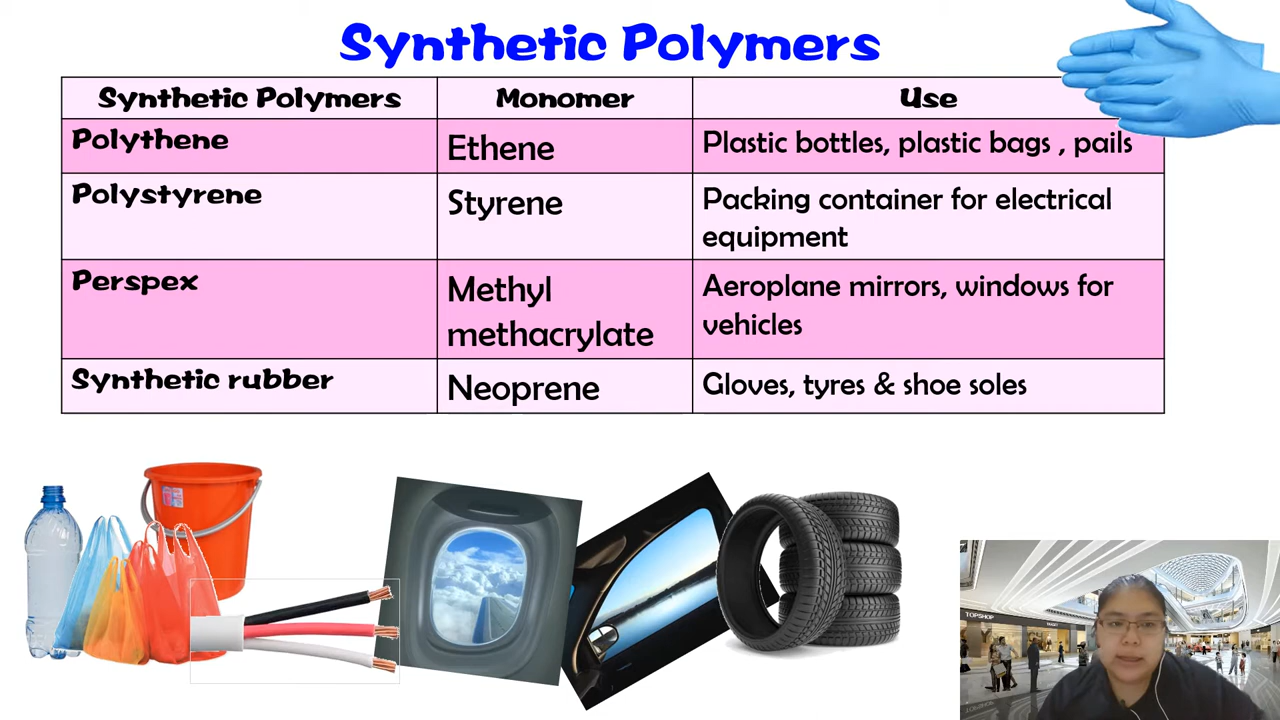 Synthetic Polymers
Synthetic Polymers Monomer Use
Polythene Ethene Plastic bottles, plastic bags , pails
Polystyrene Styrene Packing container for electrical
equipment
Perspex Methyl
methacrylate Aeroplane mirrors, windows for
vehicles
Synthetic rubber Neoprene Gloves, tyres & shoe soles
TOPSHOP